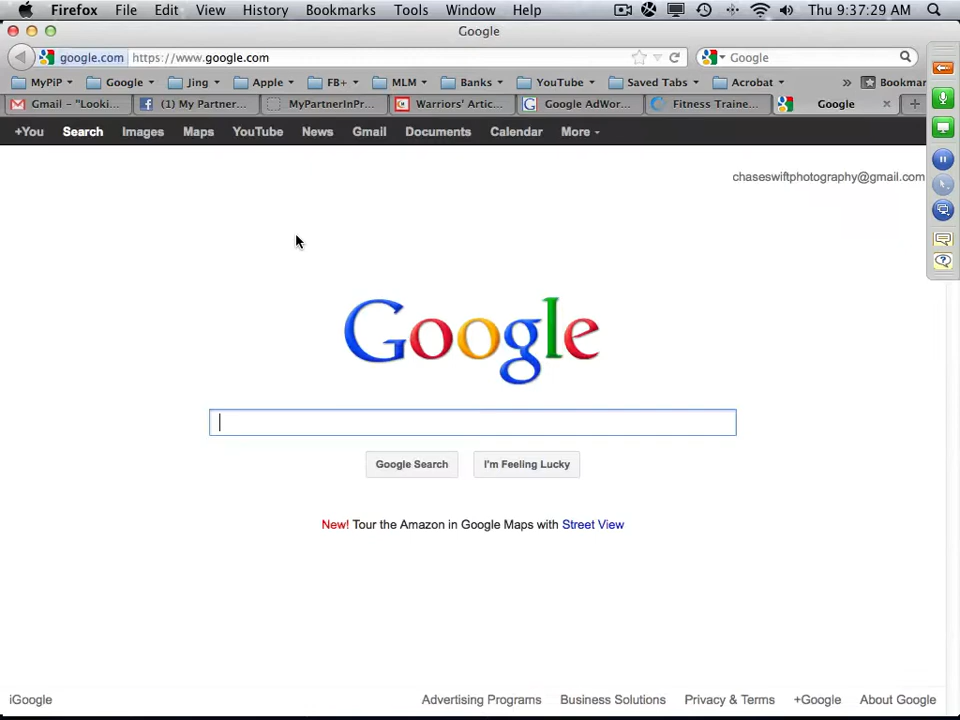 Firefox File Edit View History Bookmarks Tools Window Help Thu 9:37:29 AM
Google
google.com https://www.google.com Google
MyPiP Google Jing Apple FB+ MLM Banks YouTube Saved Tabs Acrobat » Bookmar
Gmail - "Looki... (1) My Partner... MyPartnerInPr... Warriors' Artic... Google AdWor... Fitness Traine... Google
+You Search Images Maps YouTube News Gmail Documents Calendar More
chaseswiftphotography@gmail.com
Google
Google Search I'm Feeling Lucky
New! Tour the Amazon in Google Maps with Street View
iGoogle Advertising Programs Business Solutions Privacy & Terms +Google About Google